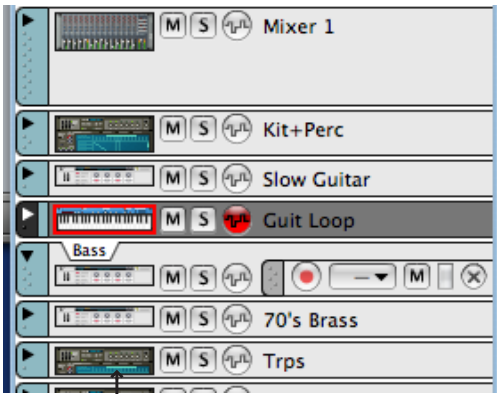 M S Mixer 1
M S Kit+Perc
M S Slow Guitar
M S Guit Loop
Bass
M S M
M S 70's Brass
M S Trps